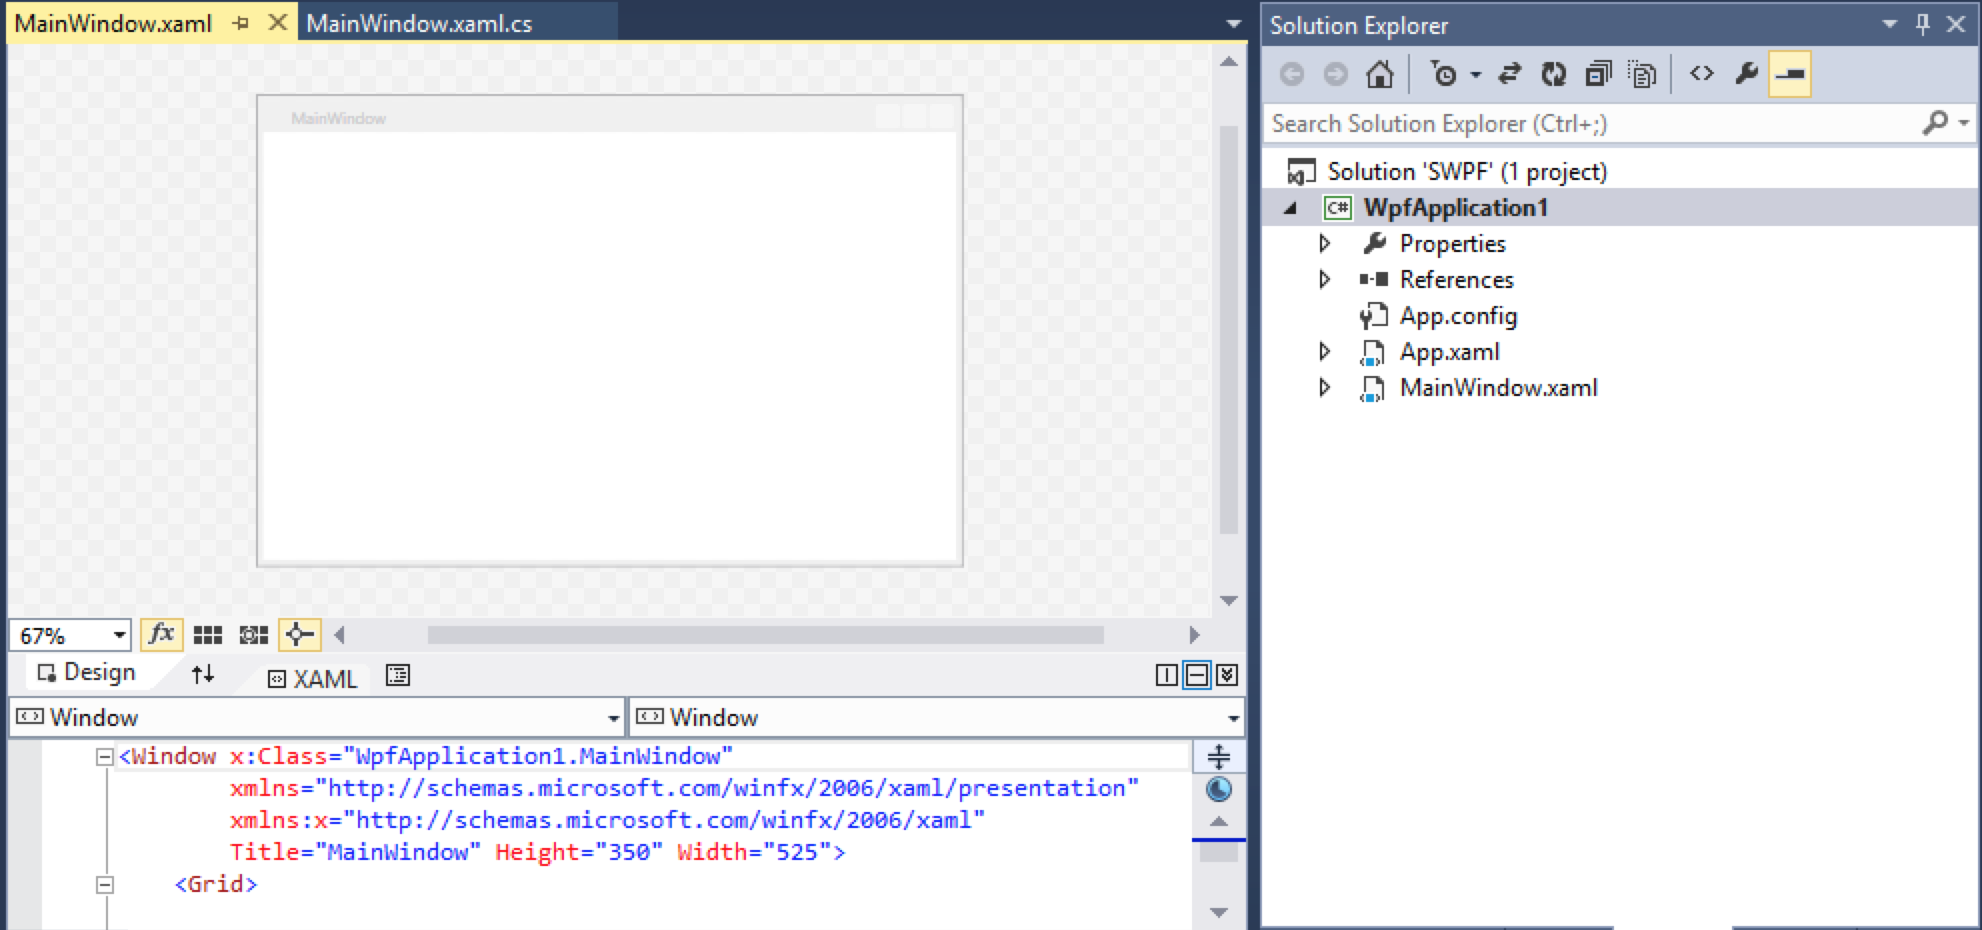 MainWindow.xaml
MainWindow.xaml.cs
MainWindow
67%
fx
Design
XAML
Window
Window
<Window x:Class="WpfApplication1.MainWindow"
xmlns="http://schemas.microsoft.com/winfx/2006/xaml/presentation"
xmlns:x="http://schemas.microsoft.com/winfx/2006/xaml"
Title="MainWindow" Height="350" Width="525">
<Grid>
Solution Explorer
Search Solution Explorer (Ctrl+;)
Solution 'SWPF' (1 project)
C# WpfApplication1
Properties
References
App.config
App.xaml
MainWindow.xaml